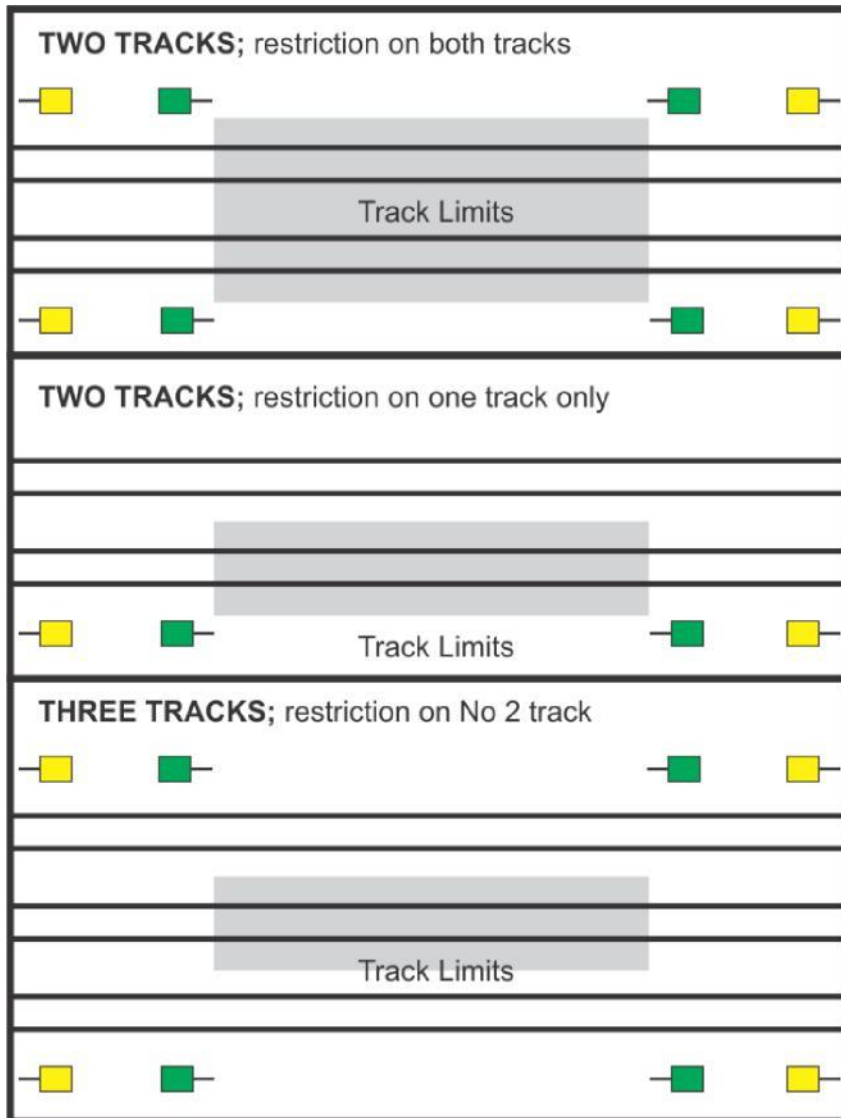 TWO TRACKS; restriction on both tracks
Track Limits
TWO TRACKS; restriction on one track only
Track Limits
THREE TRACKS; restriction on No 2 track
Track Limits